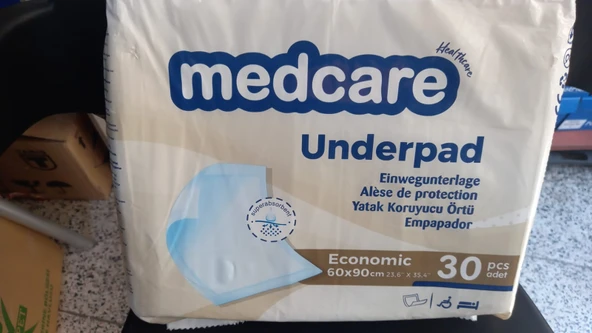 Healthcare
medcare
Underpad
Einwegunterlage
Alèse de protection
Yatak Koruyucu Örtü
Empapador
superabsorbent
Economic
60x90cm 23,6" X 35,4"
30 pcs
adet